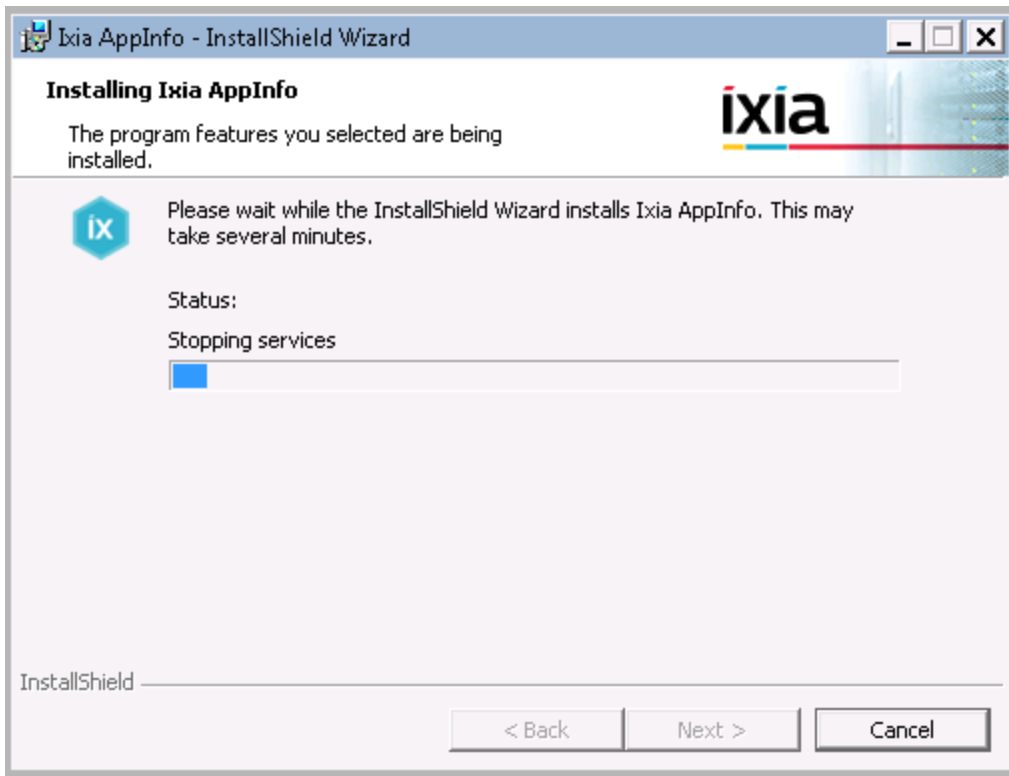 Ixia AppInfo - InstallShield Wizard
Installing Ixia AppInfo
The program features you selected are being
installed.
ixia
ix
Please wait while the InstallShield Wizard installs Ixia AppInfo. This may
take several minutes.
Status:
Stopping services
InstallShield
< Back
Next >
Cancel